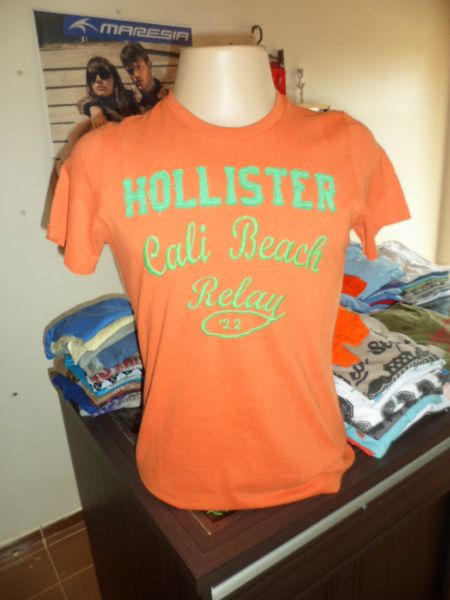 MARESIA
HOLLISTER
Cali Beach
Relay
'22